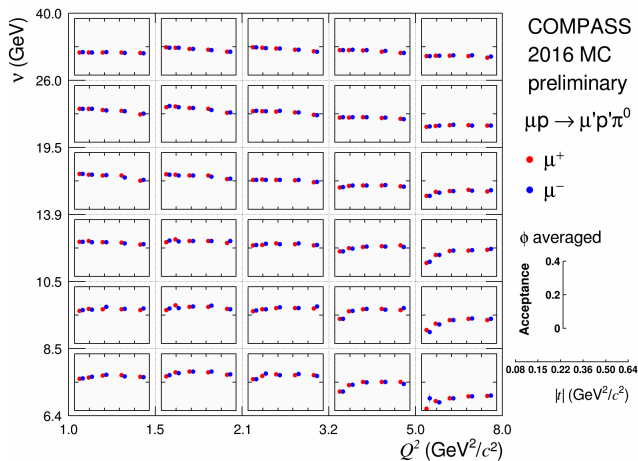 40.0
26.0
19.5
13.9
10.5
8.5
6.4
ν (GeV)
1.0 1.5 2.1 3.2 5.0 8.0
Q² (GeV²/c²)
COMPASS
2016 MC
preliminary
μp → μ'p'π⁰
μ⁺
μ⁻
ϕ averaged
Acceptance
0.4
0.2
0
0.08 0.15 0.22 0.36 0.50 0.64
|t| (GeV²/c²)